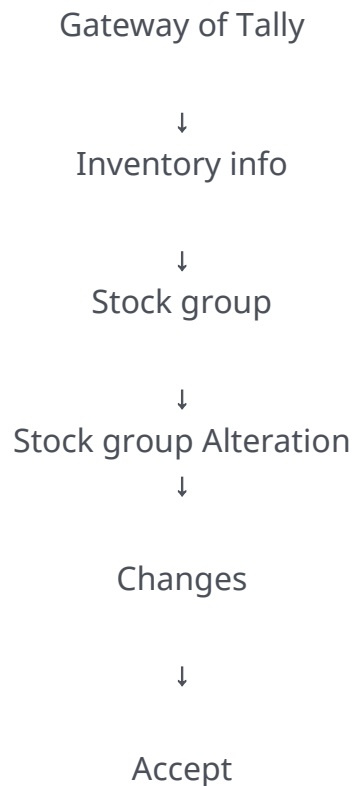 Gateway of Tally
↓
Inventory info
↓
Stock group
↓
Stock group Alteration
↓
Changes
↓
Accept